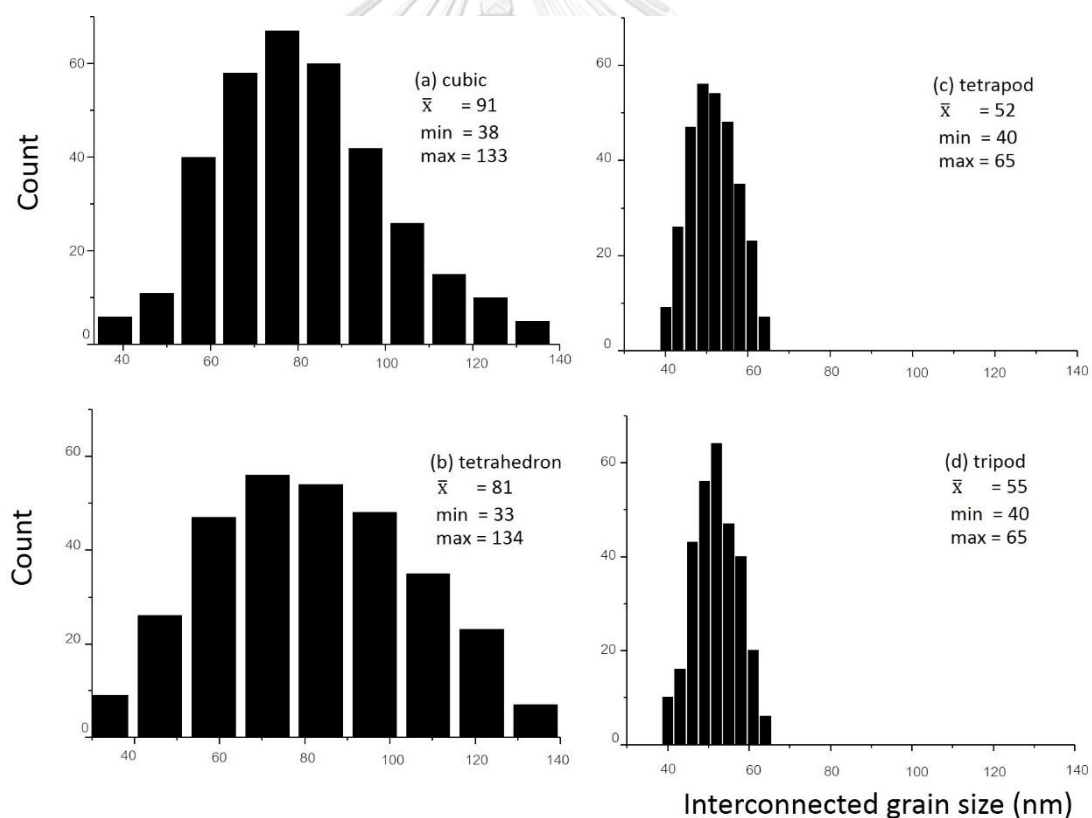 60
40
20
0
40
60
80
100
120
140
Count
(a) cubic
x̄ = 91
min = 38
max = 133
60
40
20
0
40
60
80
100
120
140
(c) tetrapod
x̄ = 52
min = 40
max = 65
60
40
20
0
40
60
80
100
120
140
Count
(b) tetrahedron
x̄ = 81
min = 33
max = 134
60
40
20
0
40
60
80
100
120
140
(d) tripod
x̄ = 55
min = 40
max = 65
Interconnected grain size (nm)